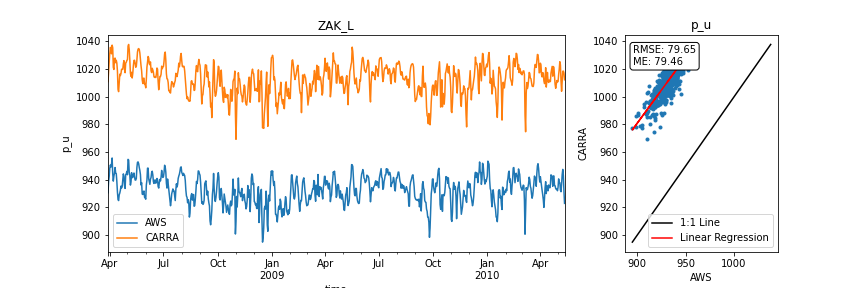 ZAK_L
p_u
1040
1020
1000
980
960
940
920
900
p_u
AWS
CARRA
Apr
Jul
Oct
Jan
2009
Apr
Jul
Oct
Jan
2010
Apr
time
p_u
RMSE: 79.65
ME: 79.46
1040
1020
1000
980
960
940
920
900
CARRA
1:1 Line
Linear Regression
900
950
1000
AWS